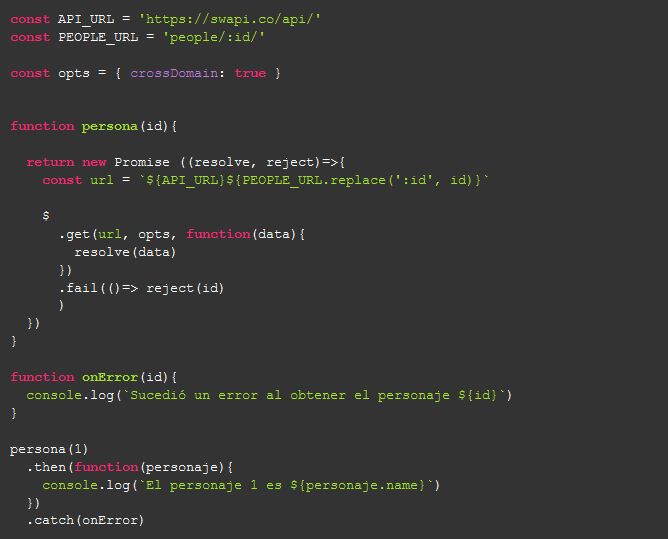 const API_URL = 'https://swapi.co/api/'
const PEOPLE_URL = 'people/:id/'

const opts = { crossDomain: true }


function persona(id){

  return new Promise ((resolve, reject)=>{
    const url = `${API_URL}${PEOPLE_URL.replace(':id', id)}`

    $
      .get(url, opts, function(data){
        resolve(data)
      })
      .fail(()=> reject(id)
      )
  })
}

function onError(id){
  console.log(`Sucedió un error al obtener el personaje ${id}`)
}

persona(1)
  .then(function(personaje){
    console.log(`El personaje 1 es ${personaje.name}`)
  })
  .catch(onError)